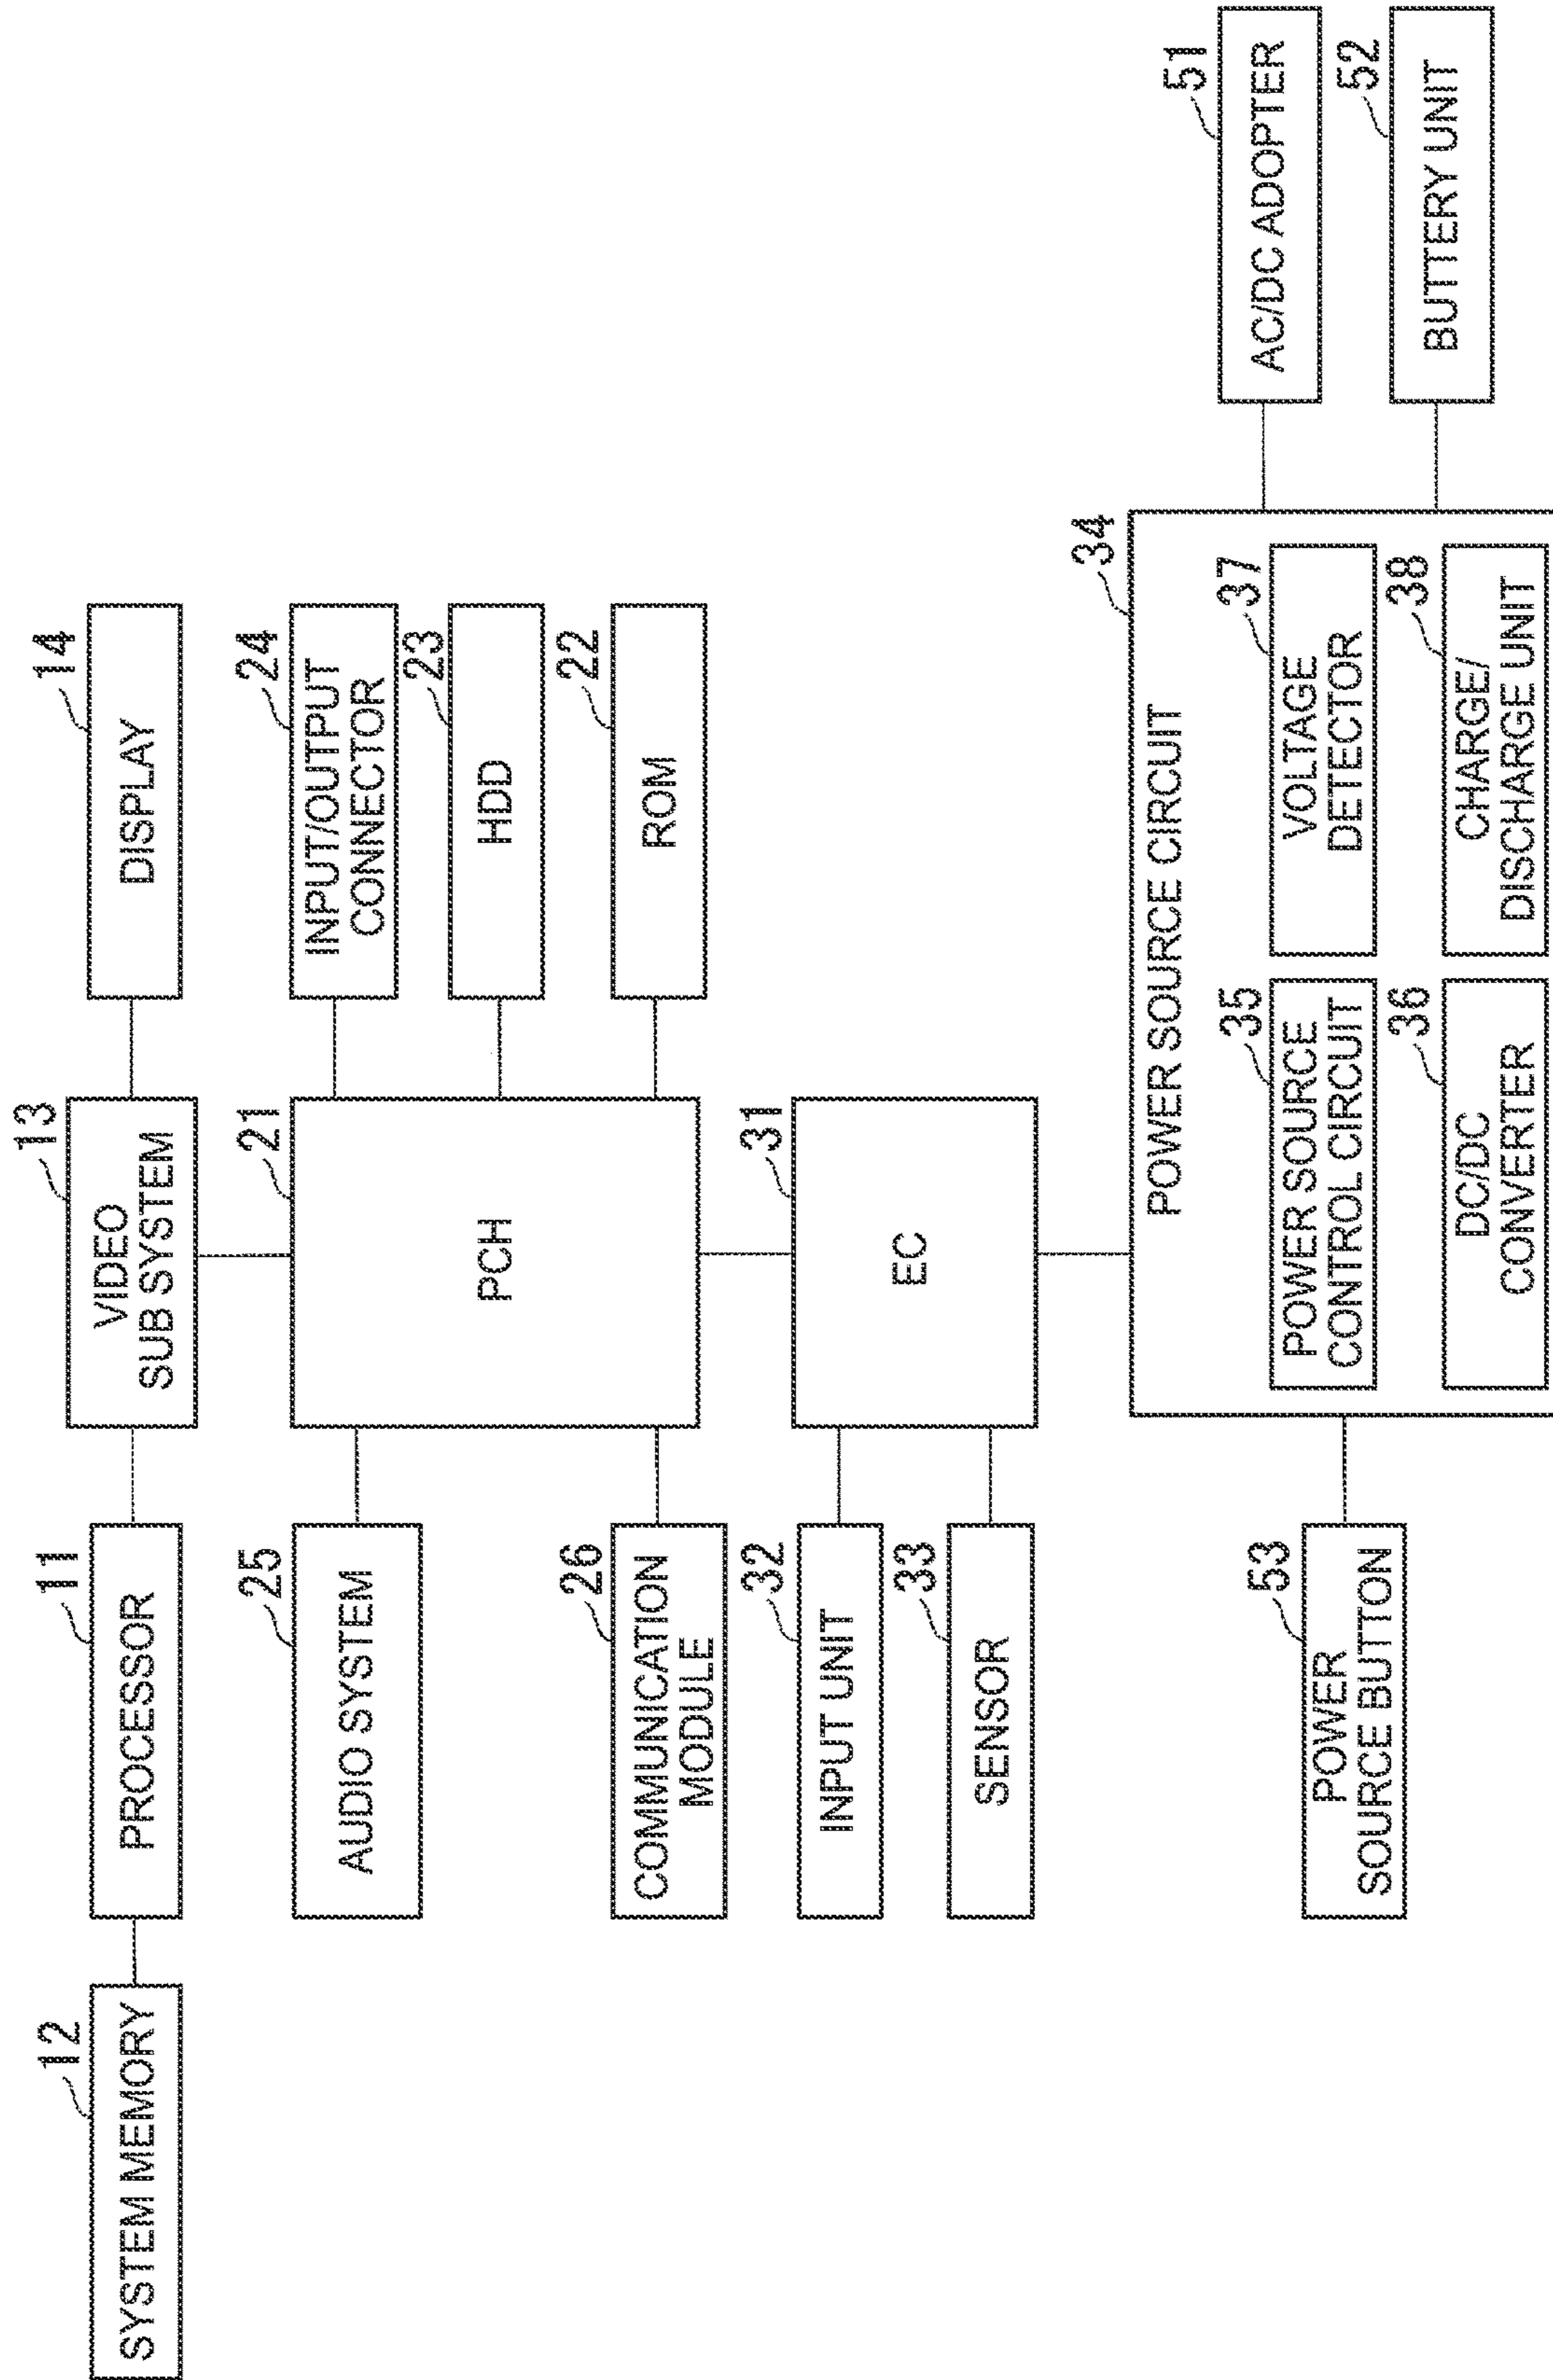 12
SYSTEM MEMORY
11
PROCESSOR
13
VIDEO
SUB SYSTEM
14
DISPLAY
25
AUDIO SYSTEM
21
PCH
24
INPUT/OUTPUT
CONNECTOR
23
HDD
22
ROM
26
COMMUNICATION
MODULE
32
INPUT UNIT
31
EC
33
SENSOR
34
POWER SOURCE CIRCUIT
53
POWER
SOURCE BUTTON
35
POWER SOURCE
CONTROL CIRCUIT
37
VOLTAGE
DETECTOR
36
DC/DC
CONVERTER
38
CHARGE/
DISCHARGE UNIT
51
AC/DC ADOPTER
52
BUTTERY UNIT